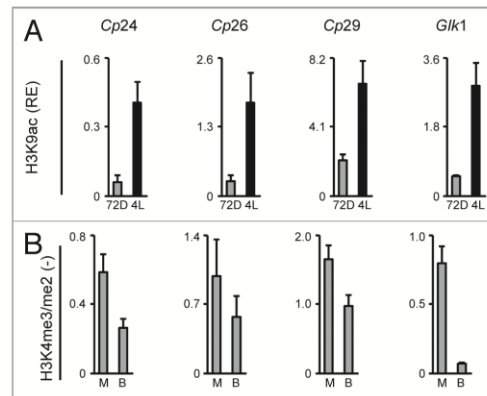 A
Cp24 Cp26 Cp29 Glk1
H3K9ac (RE)
0.6 2.6 8.2 3.6
0.3 1.3 4.1 1.8
0 0 0 0
72D 4L 72D 4L 72D 4L 72D 4L
B
H3K4me3/me2 (-)
0.8 1.4 2.0 1.0
0.4 0.7 1.0 0.5
0 0 0 0
M B M B M B M B